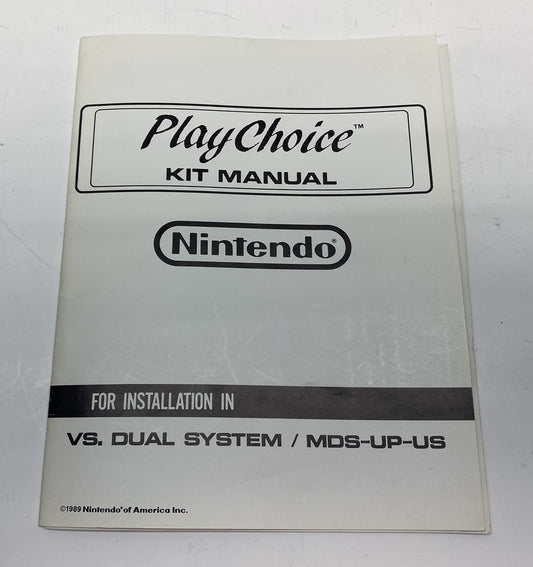 PlayChoice™
KIT MANUAL
Nintendo®
FOR INSTALLATION IN
VS. DUAL SYSTEM / MDS-UP-US
©1989 Nintendo® of America Inc.